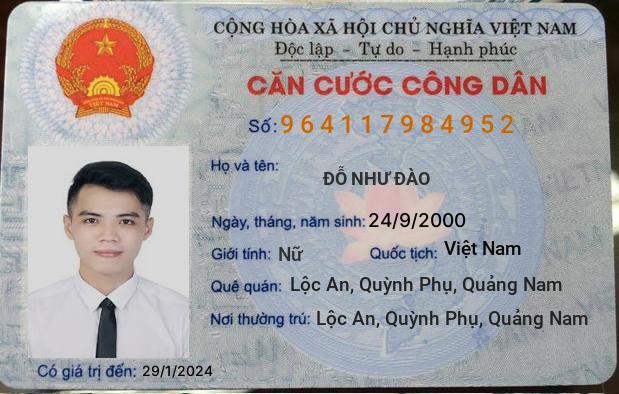 CỘNG HÒA XÃ HỘI CHỦ NGHĨA VIỆT NAM
Độc lập - Tự do - Hạnh phúc
CĂN CƯỚC CÔNG DÂN
Số: 964117984952
Họ và tên:
ĐỖ NHƯ ĐÀO
Ngày, tháng, năm sinh: 24/9/2000
Giới tính: Nữ Quốc tịch: Việt Nam
Quê quán: Lộc An, Quỳnh Phụ, Quảng Nam
Nơi thường trú: Lộc An, Quỳnh Phụ, Quảng Nam
Có giá trị đến: 29/1/2024
VIỆT NAM